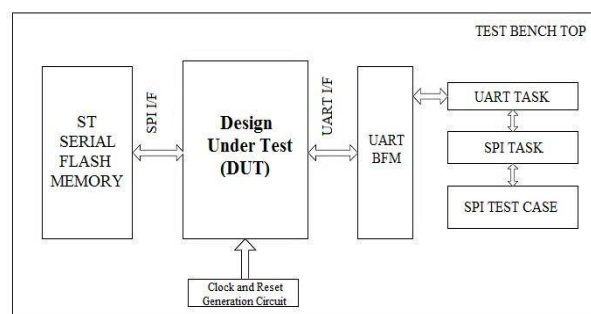 TEST BENCH TOP
ST
SERIAL
FLASH
MEMORY
SPI I/F
Design
Under Test
(DUT)
UART I/F
UART
BFM
UART TASK
SPI TASK
SPI TEST CASE
Clock and Reset
Generation Circuit